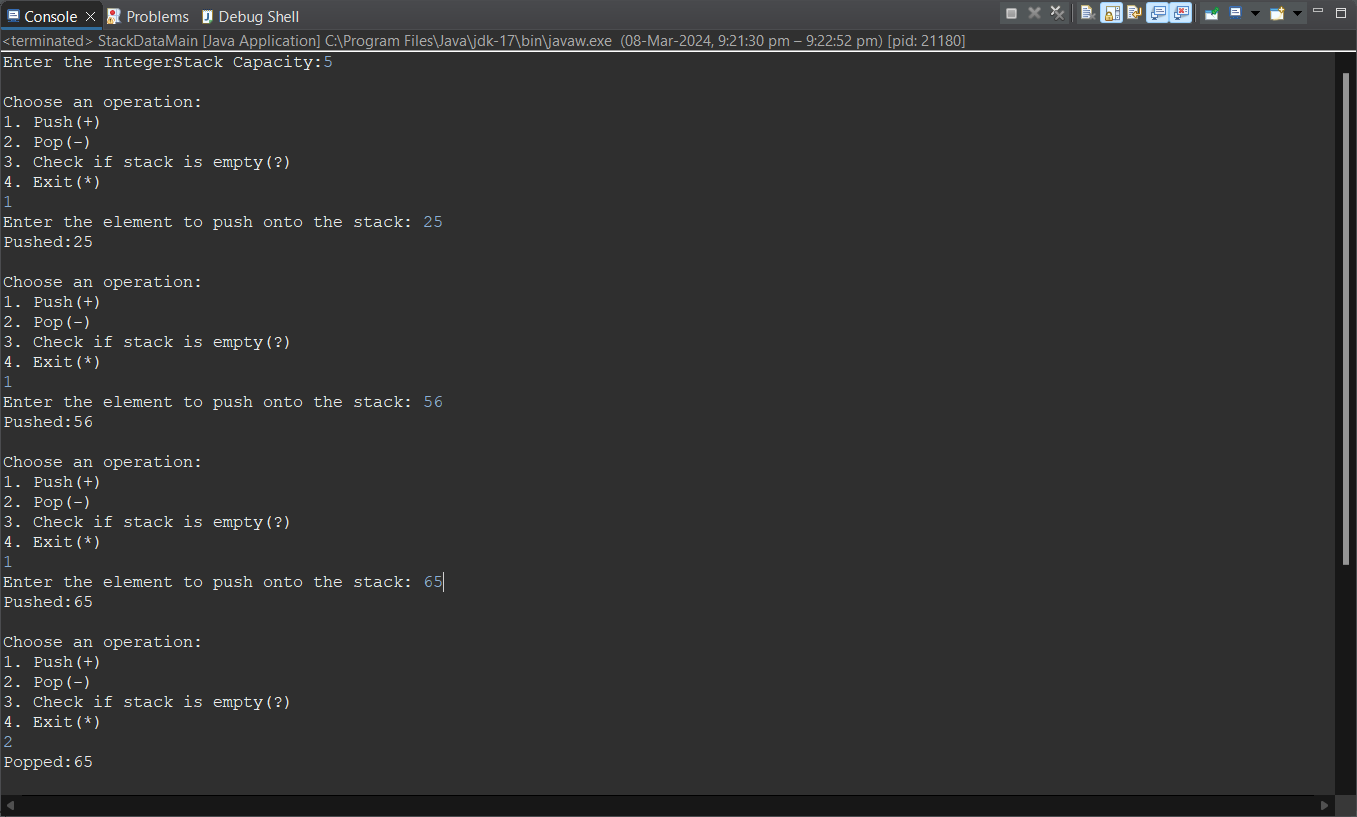 Console Problems Debug Shell
<terminated> StackDataMain [Java Application] C:\Program Files\Java\jdk-17\bin\javaw.exe (08-Mar-2024, 9:21:30 pm – 9:22:52 pm) [pid: 21180]
Enter the IntegerStack Capacity:5
Choose an operation:
1. Push(+)
2. Pop(-)
3. Check if stack is empty(?)
4. Exit(*)
1
Enter the element to push onto the stack: 25
Pushed:25
Choose an operation:
1. Push(+)
2. Pop(-)
3. Check if stack is empty(?)
4. Exit(*)
1
Enter the element to push onto the stack: 56
Pushed:56
Choose an operation:
1. Push(+)
2. Pop(-)
3. Check if stack is empty(?)
4. Exit(*)
1
Enter the element to push onto the stack: 65
Pushed:65
Choose an operation:
1. Push(+)
2. Pop(-)
3. Check if stack is empty(?)
4. Exit(*)
2
Popped:65